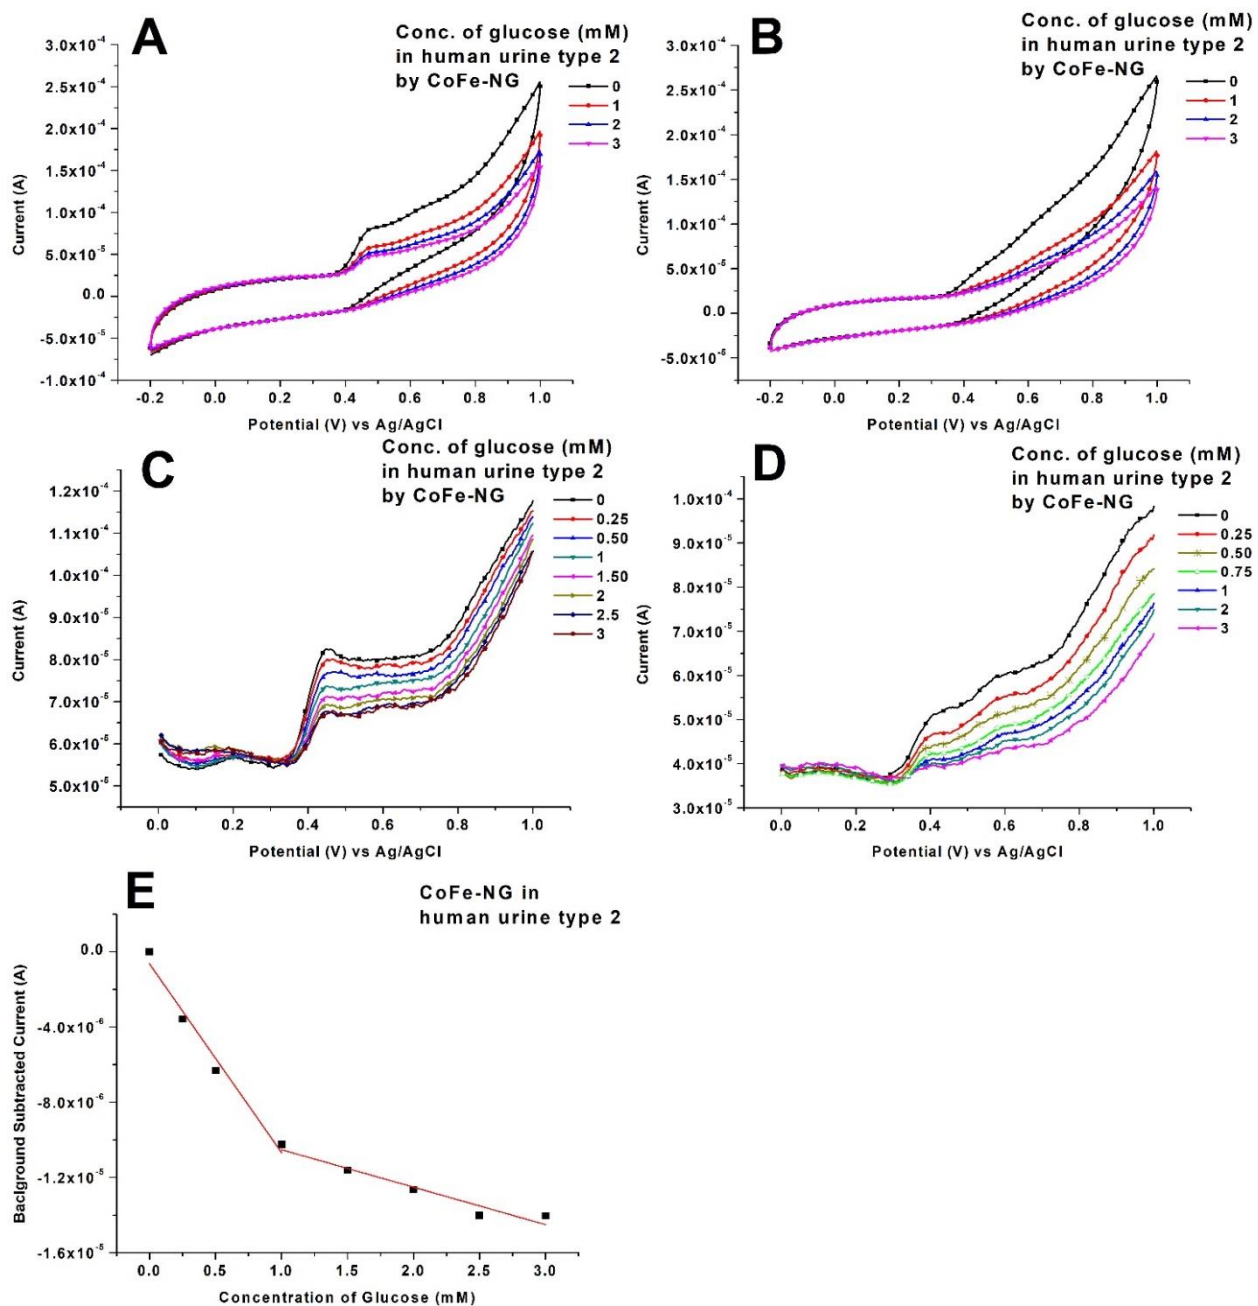 A
Conc. of glucose (mM)
in human urine type 2
by CoFe-NG
0
1
2
3
3.0x10⁻⁴
2.5x10⁻⁴
2.0x10⁻⁴
1.5x10⁻⁴
1.0x10⁻⁴
5.0x10⁻⁵
0.0
-5.0x10⁻⁵
-1.0x10⁻⁴
Current (A)
-0.2 0.0 0.2 0.4 0.6 0.8 1.0
Potential (V) vs Ag/AgCl
B
Conc. of glucose (mM)
in human urine type 2
by CoFe-NG
0
1
2
3
3.0x10⁻⁴
2.5x10⁻⁴
2.0x10⁻⁴
1.5x10⁻⁴
1.0x10⁻⁴
5.0x10⁻⁵
0.0
-5.0x10⁻⁵
Current (A)
-0.2 0.0 0.2 0.4 0.6 0.8 1.0
Potential (V) vs Ag/AgCl
C
Conc. of glucose (mM)
in human urine type 2
by CoFe-NG
0
0.25
0.50
1
1.50
2
2.5
3
1.2x10⁻⁴
1.1x10⁻⁴
1.0x10⁻⁴
9.0x10⁻⁵
8.0x10⁻⁵
7.0x10⁻⁵
6.0x10⁻⁵
5.0x10⁻⁵
Current (A)
0.0 0.2 0.4 0.6 0.8 1.0
Potential (V) vs Ag/AgCl
D
Conc. of glucose (mM)
in human urine type 2
by CoFe-NG
0
0.25
0.50
0.75
1
2
3
1.0x10⁻⁴
9.0x10⁻⁵
8.0x10⁻⁵
7.0x10⁻⁵
6.0x10⁻⁵
5.0x10⁻⁵
4.0x10⁻⁵
3.0x10⁻⁵
Current (A)
0.0 0.2 0.4 0.6 0.8 1.0
Potential (V) vs Ag/AgCl
E
CoFe-NG in
human urine type 2
0.0
-4.0x10⁻⁶
-8.0x10⁻⁶
-1.2x10⁻⁵
-1.6x10⁻⁵
Baclground Subtracted Current (A)
0.0 0.5 1.0 1.5 2.0 2.5 3.0
Concentration of Glucose (mM)